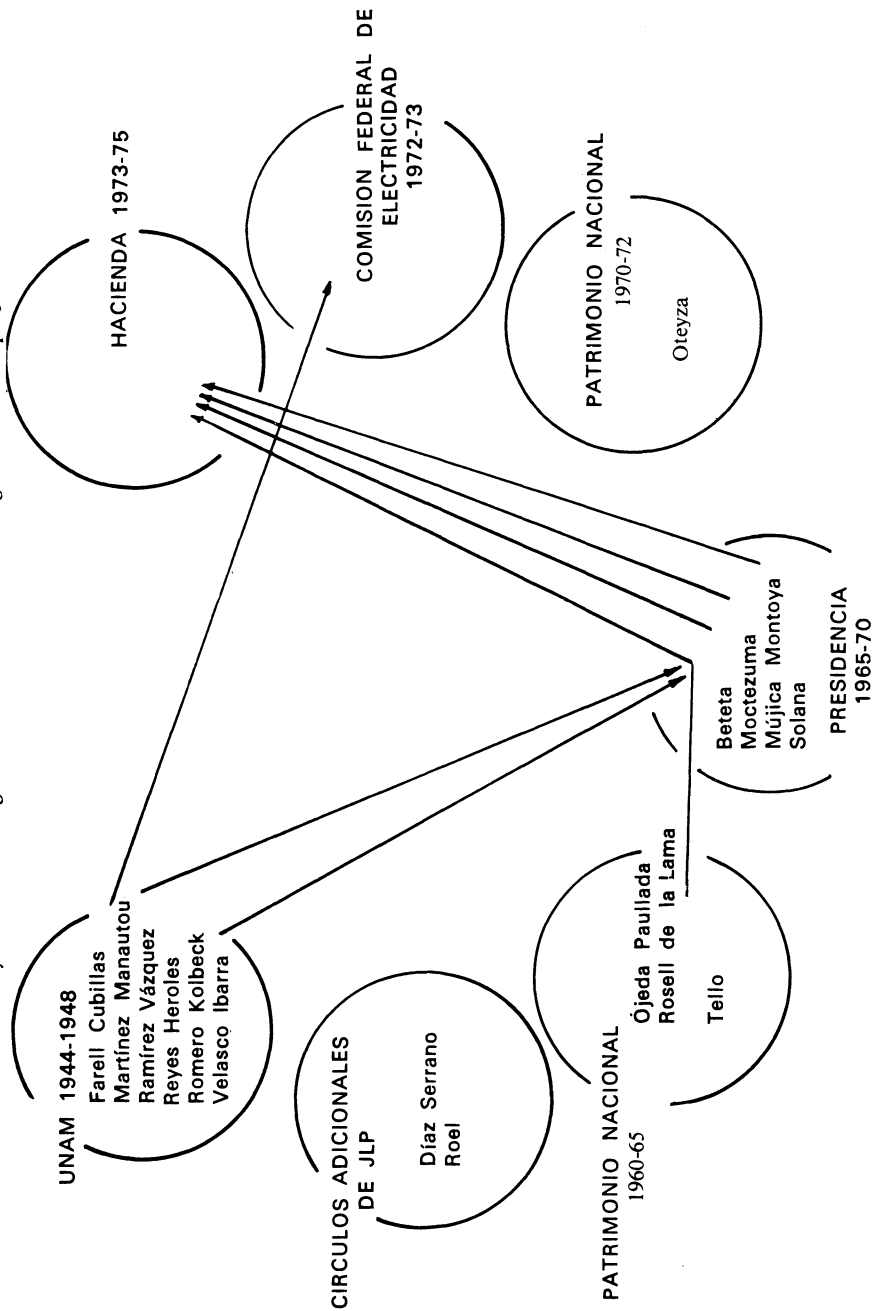 UNAM 1944-1948
Farell Cubillas
Martínez Manautou
Ramírez Vázquez
Reyes Heroles
Romero Kolbeck
Velasco Ibarra
HACIENDA 1973-75
CIRCULOS ADICIONALES
DE JLP
Díaz Serrano
Roel
COMISION FEDERAL DE
ELECTRICIDAD
1972-73
PATRIMONIO NACIONAL
1960-65
Ójeda Paullada
Rosell de la Lama
Tello
PATRIMONIO NACIONAL
1970-72
Oteyza
Beteta
Moctezuma
Mújica Montoya
Solana
PRESIDENCIA
1965-70